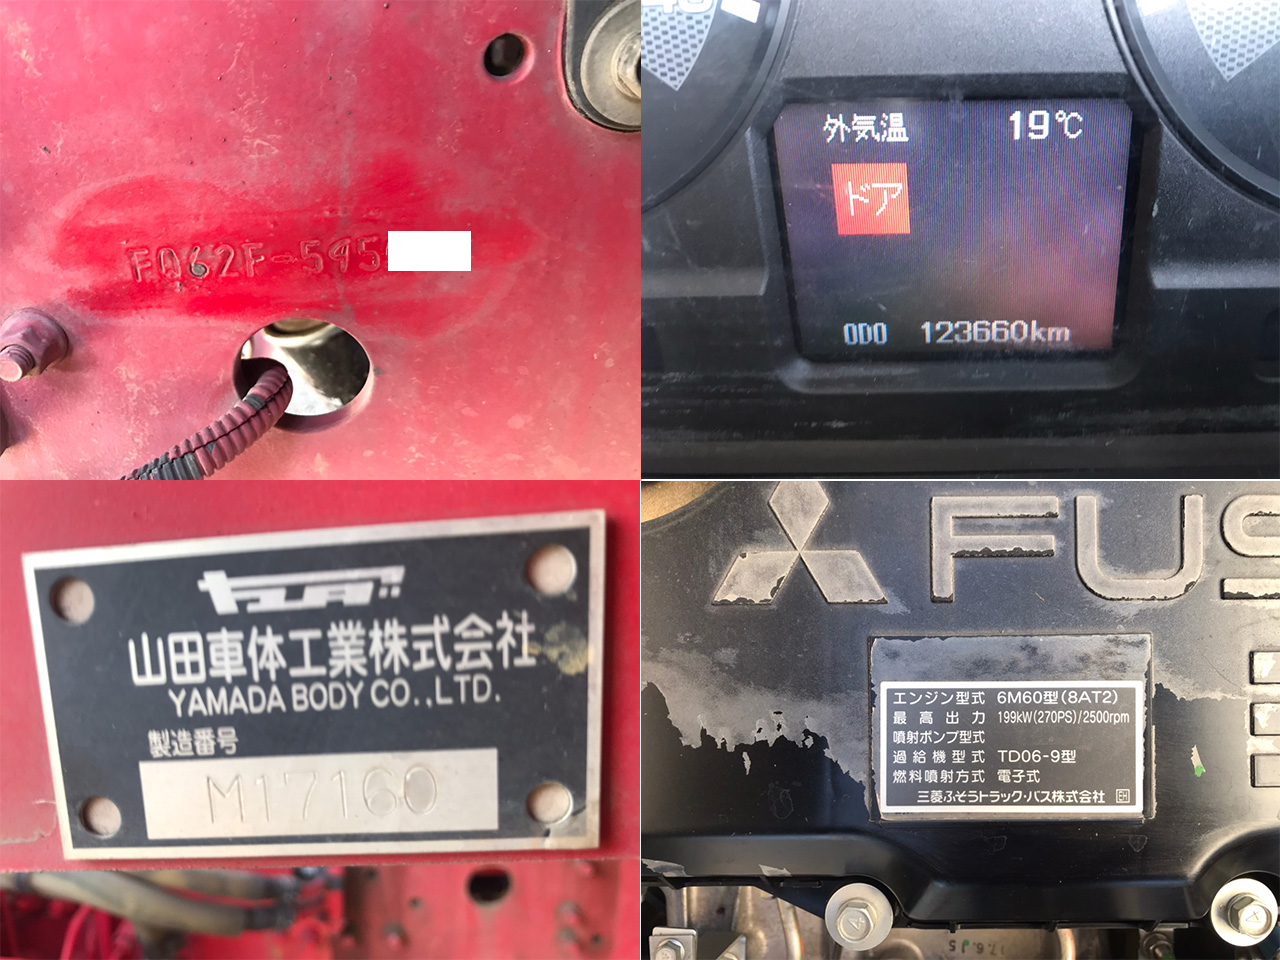 FQ62F-595
外気温 19℃
ドア
ODO 123660km
山田車体工業株式会社
YAMADA BODY CO.,LTD.
製造番号
M17160
FUS
エンジン型式 6M60型(8AT2)
最高出力 199kW(270PS)/2500rpm
噴射ポンプ型式
過給機型式 TD06-9型
燃料噴射方式 電子式
三菱ふそうトラック・バス株式会社 EH